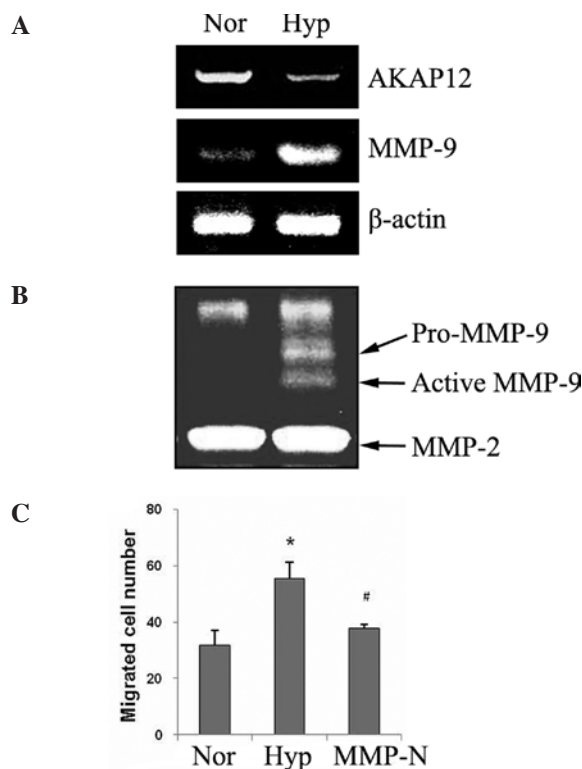 A
Nor Hyp
AKAP12
MMP-9
β-actin
B
Pro-MMP-9
Active MMP-9
MMP-2
C
Migrated cell number
80
60
40
20
0
*
#
Nor Hyp MMP-N